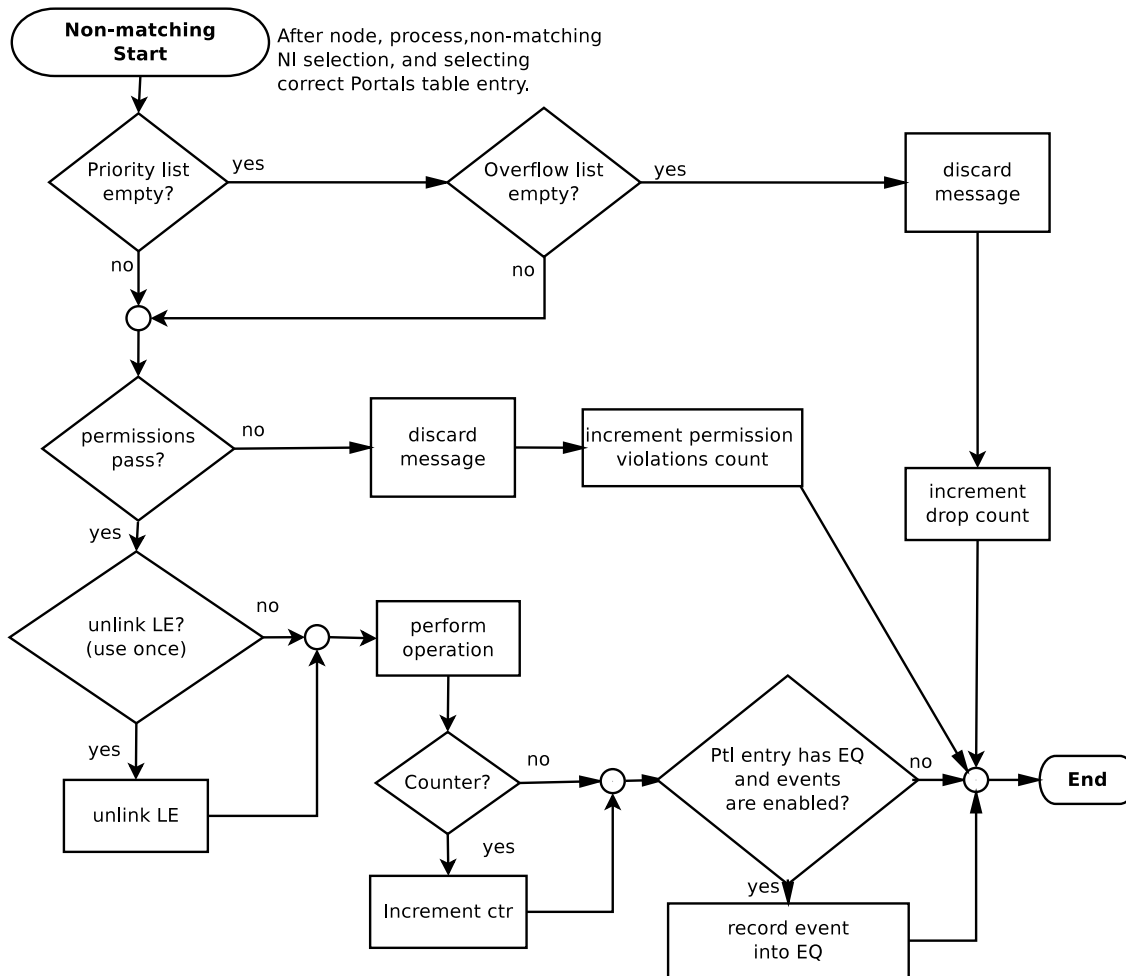 Non-matching
Start
After node, process,non-matching
NI selection, and selecting
correct Portals table entry.
Priority list
empty?
yes
Overflow list
empty?
yes
discard
message
no
no
permissions
pass?
no
discard
message
increment permission
violations count
increment
drop count
yes
unlink LE?
(use once)
no
perform
operation
yes
unlink LE
Counter?
no
Ptl entry has EQ
and events
are enabled?
no
End
yes
Increment ctr
yes
record event
into EQ